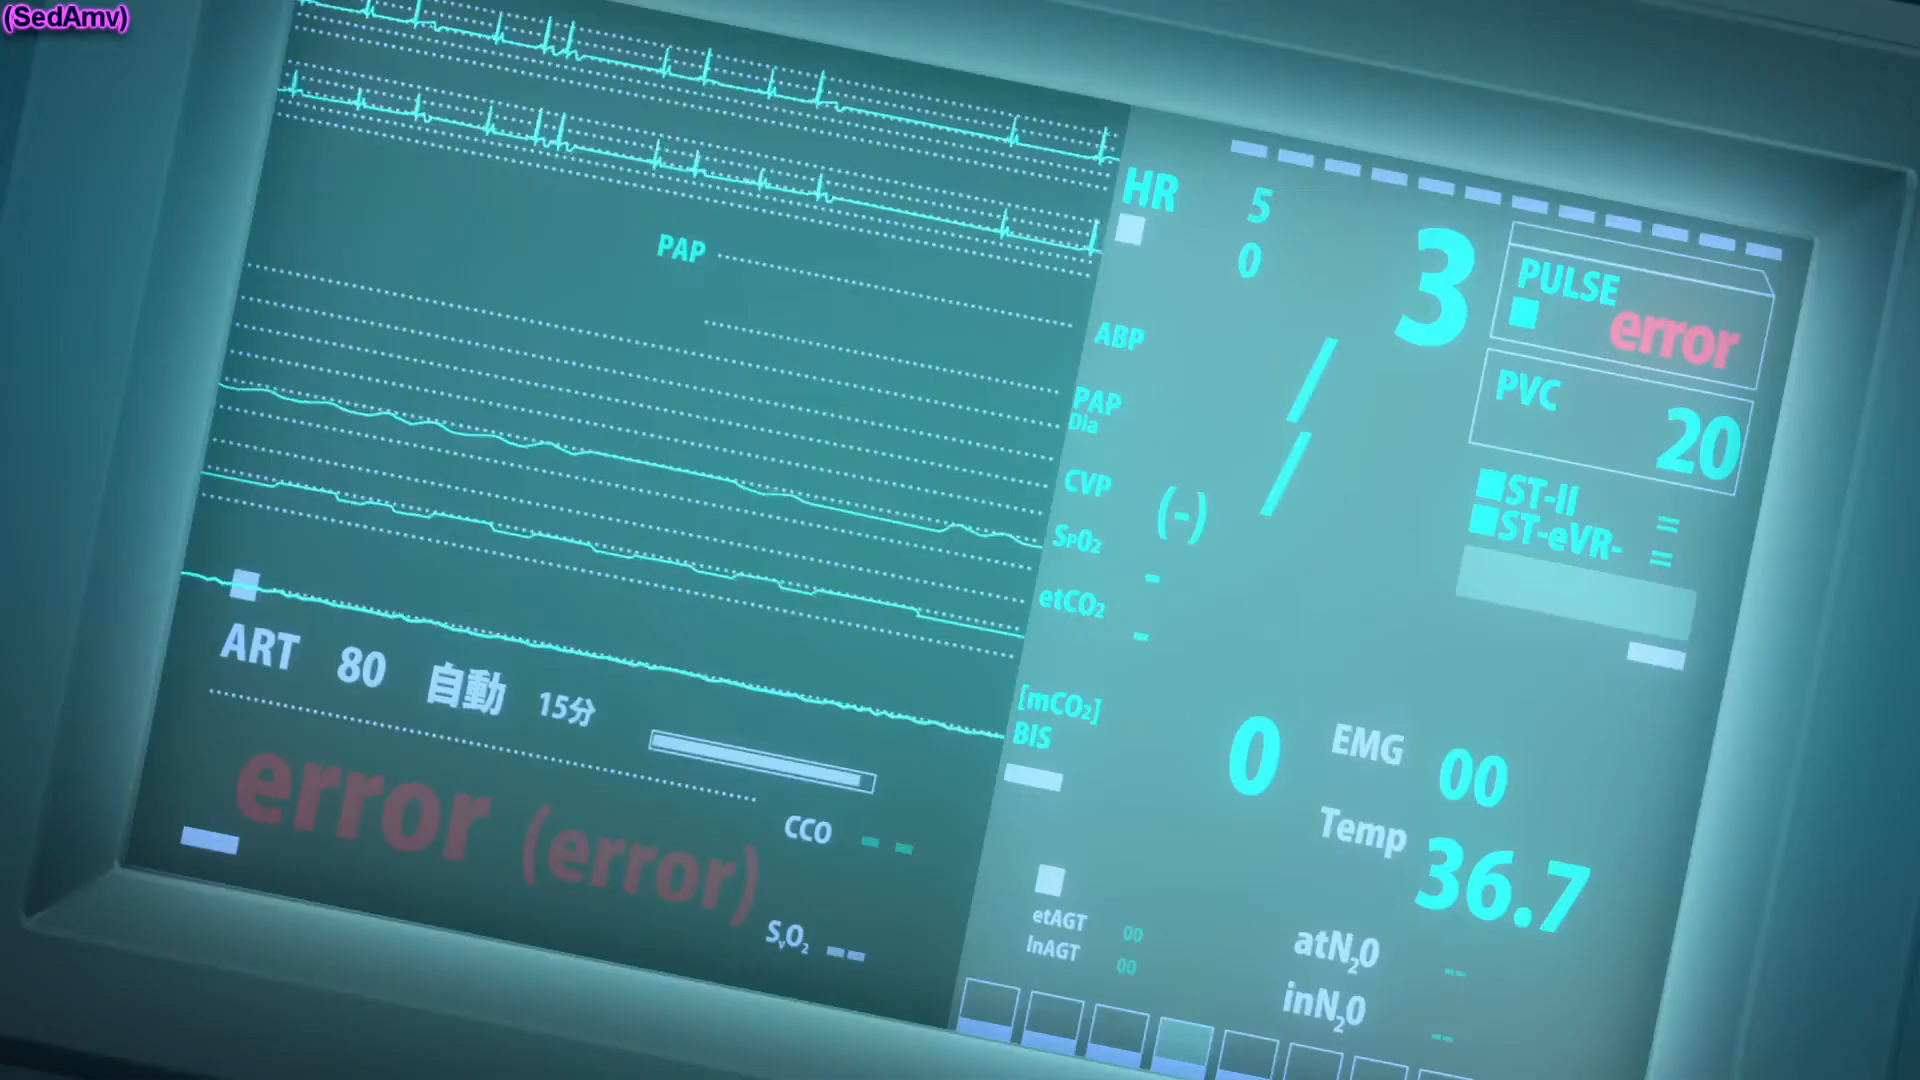 (SedAmv)
HR
5
0
3
PULSE
error
PAP
ABP
/
PVC
20
PAP
Dia
/
CVP
(-)
ST-II =
ST-eVR- =
SpO2
-
etCO2
-
ART 80 自動 15分
[mCO2]
BIS
0
EMG 00
error (error)
CCO --
Temp
36.7
SvO2 --
etAGT 00
InAGT 00
atN2O --
inN2O --